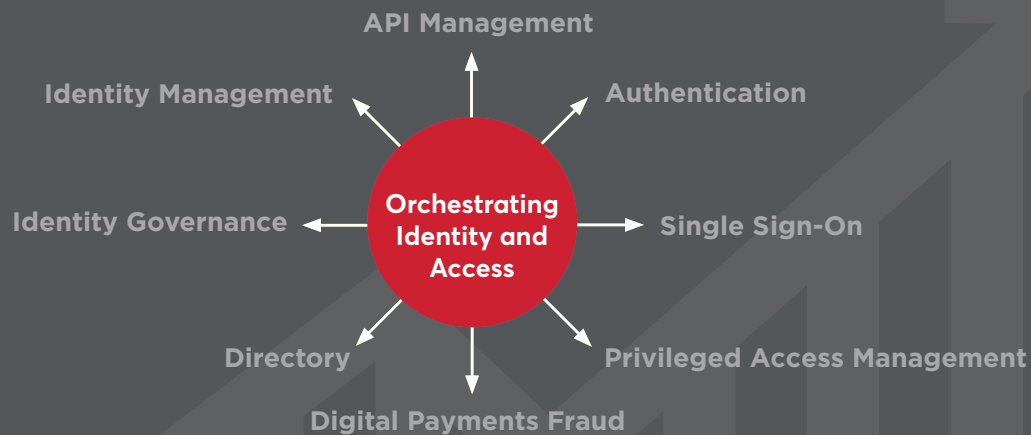 API Management
Identity Management
Authentication
Orchestrating
Identity and
Access
Identity Governance
Single Sign-On
Directory
Privileged Access Management
Digital Payments Fraud